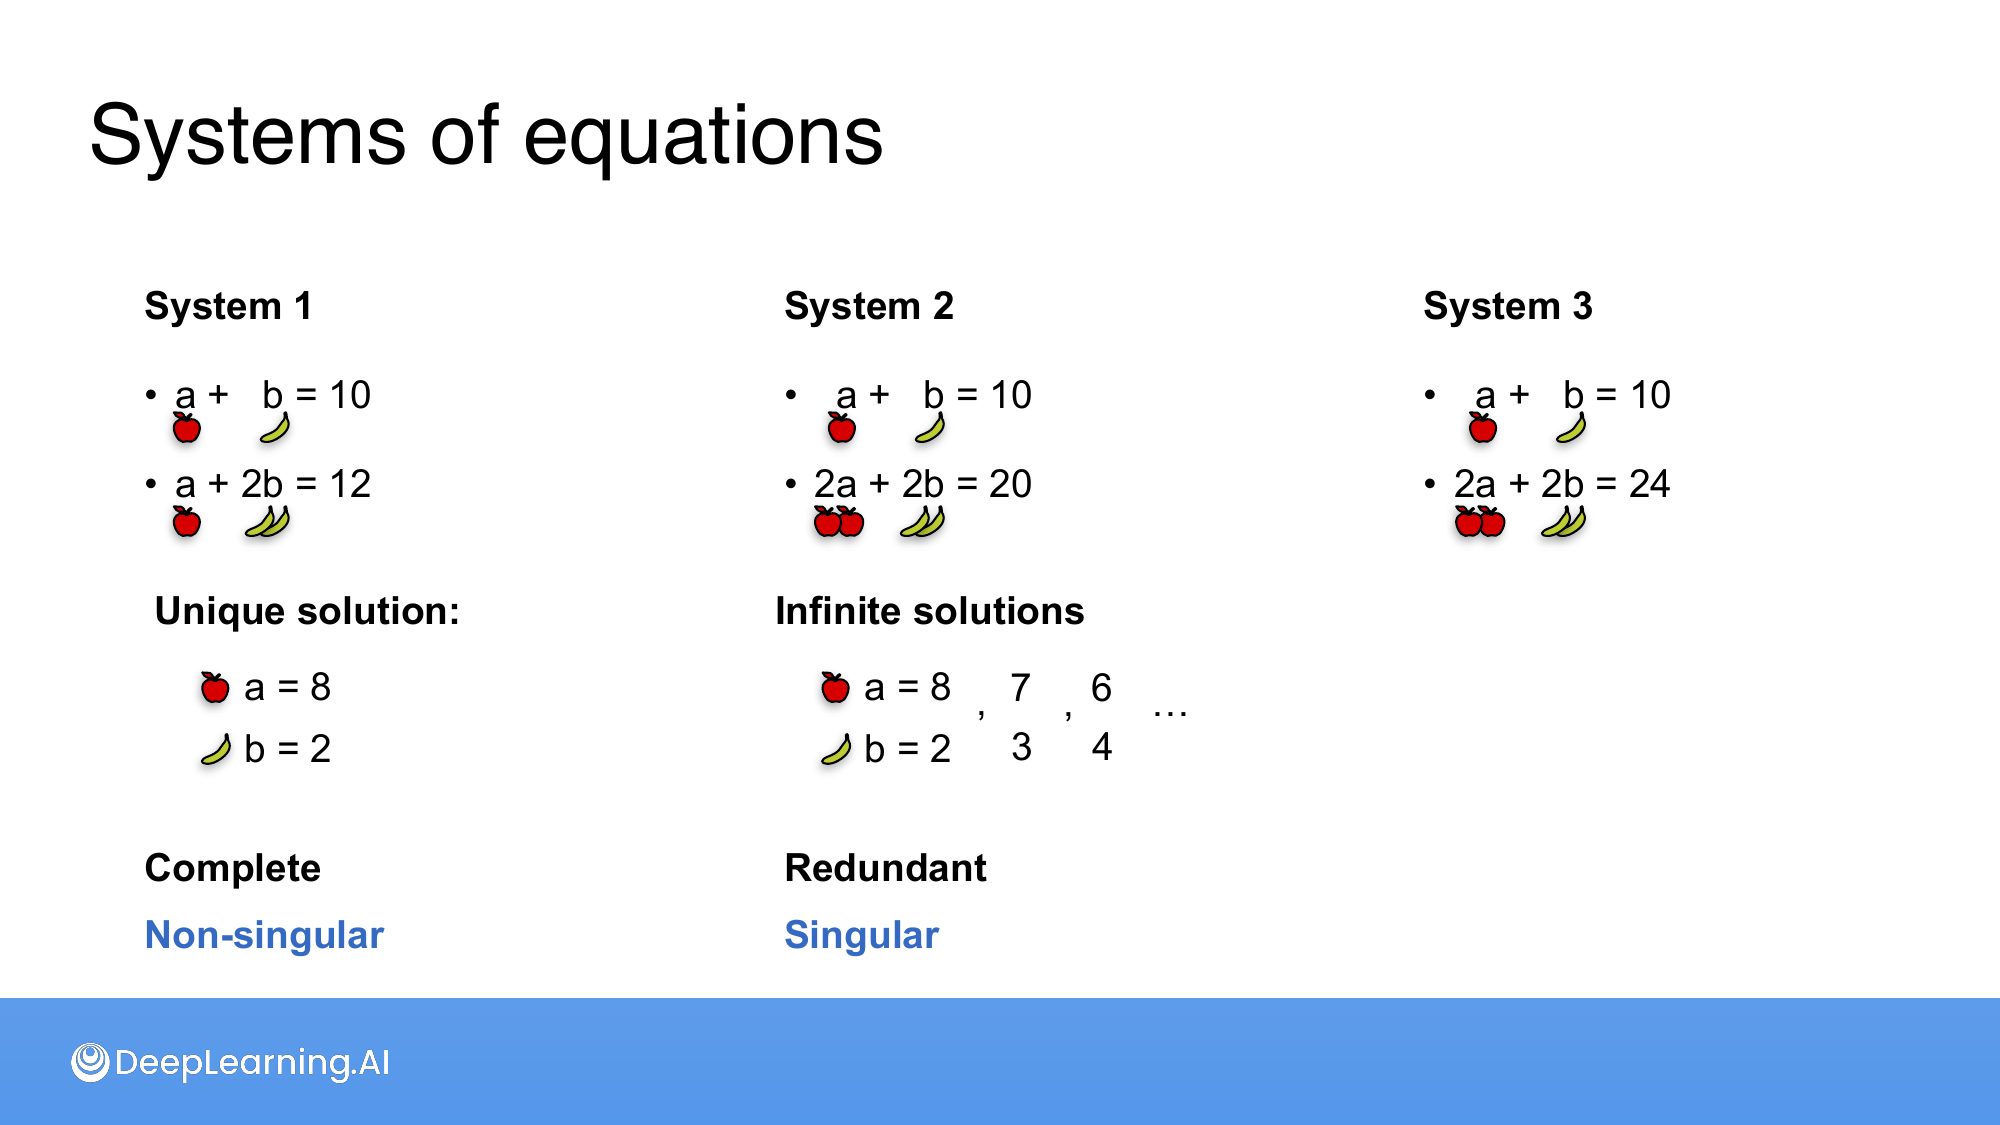 Systems of equations
System 1
• a + b = 10
• a + 2b = 12
Unique solution:
a = 8
b = 2
Complete
Non-singular
System 2
• a + b = 10
• 2a + 2b = 20
Infinite solutions
a = 8 , 7 , 6 …
b = 2 3 4
Redundant
Singular
System 3
• a + b = 10
• 2a + 2b = 24
DeepLearning.AI